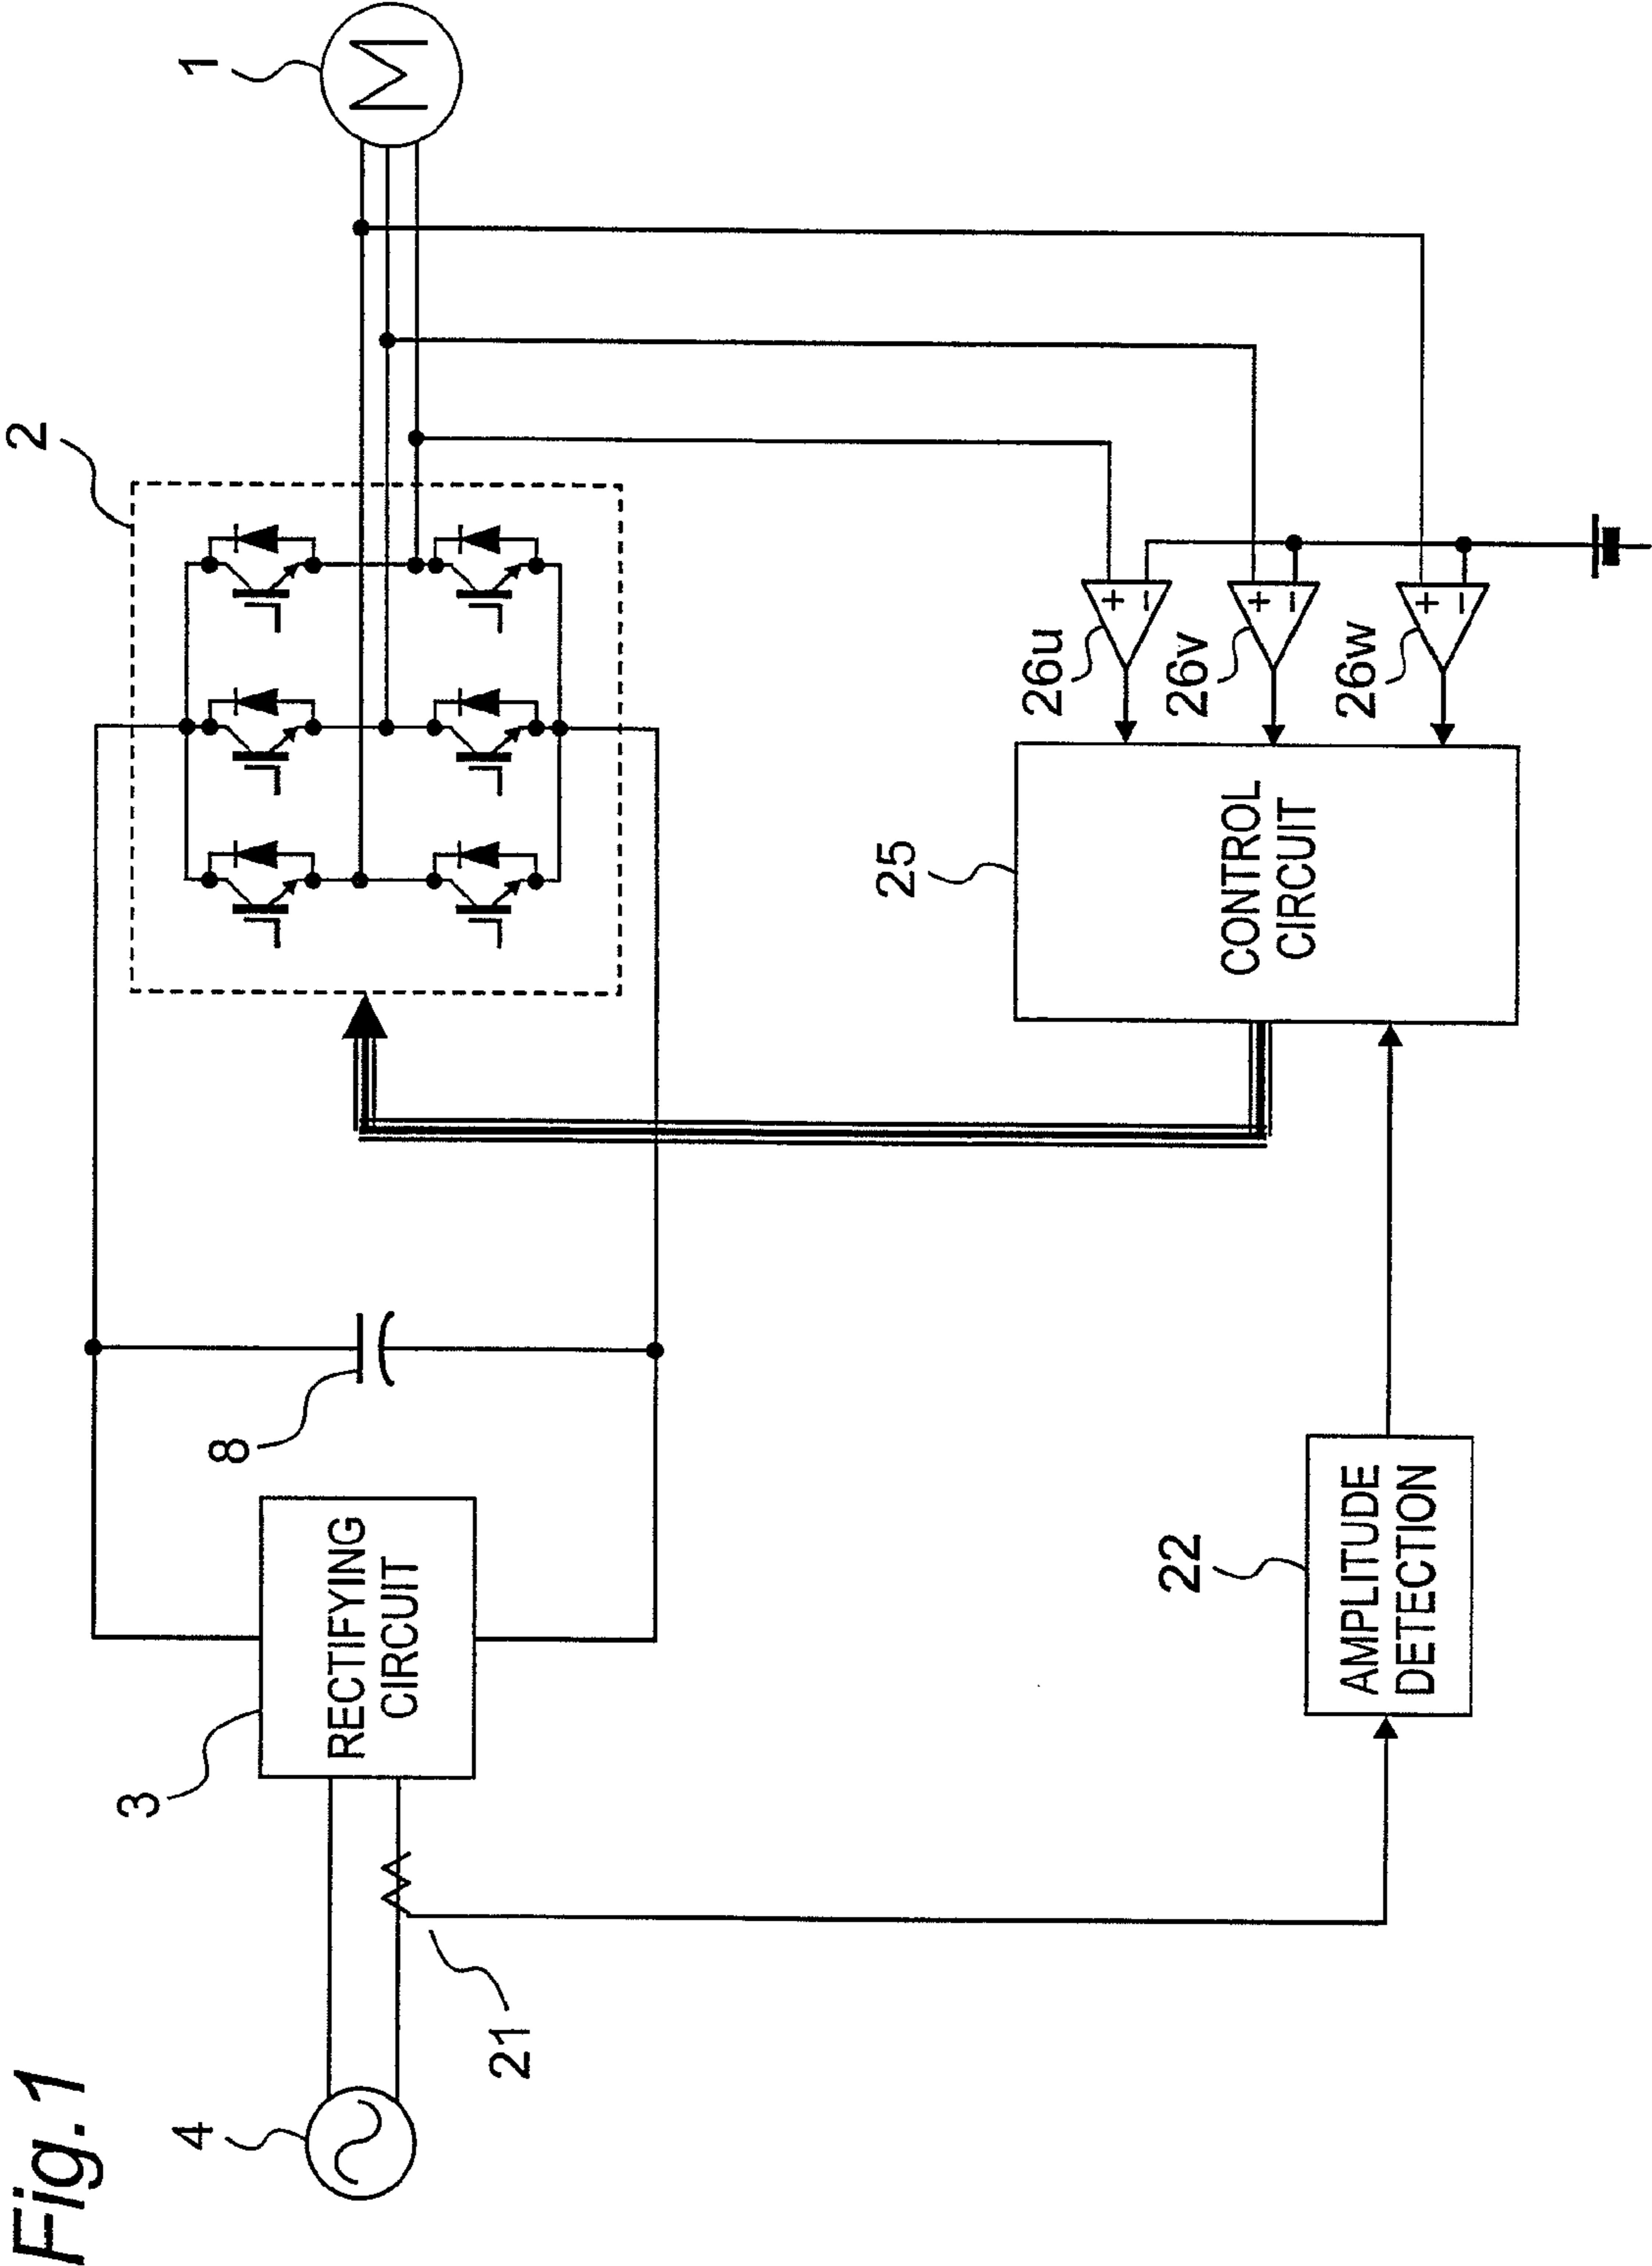 Fig.1
1
M
2
4
3
RECTIFYING
CIRCUIT
8
21
25
CONTROL
CIRCUIT
26u
+
−
26v
+
−
26w
+
−
22
AMPLITUDE
DETECTION